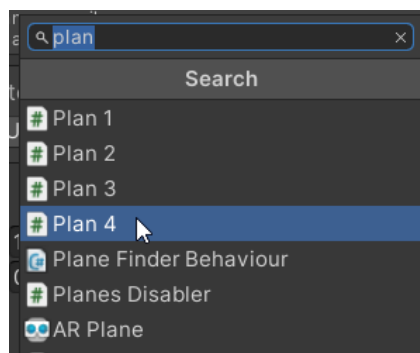 plan
Search
Plan 1
Plan 2
Plan 3
Plan 4
Plane Finder Behaviour
Planes Disabler
AR Plane